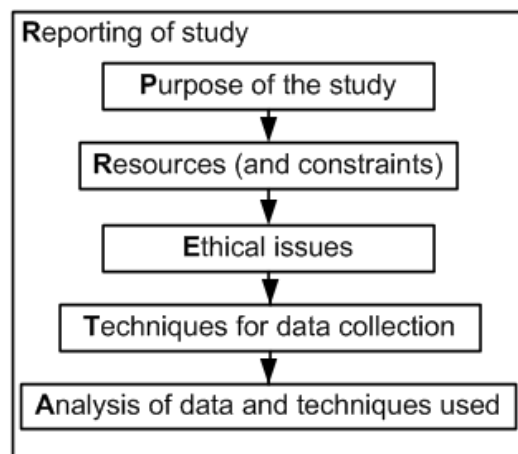 Reporting of study
Purpose of the study
Resources (and constraints)
Ethical issues
Techniques for data collection
Analysis of data and techniques used